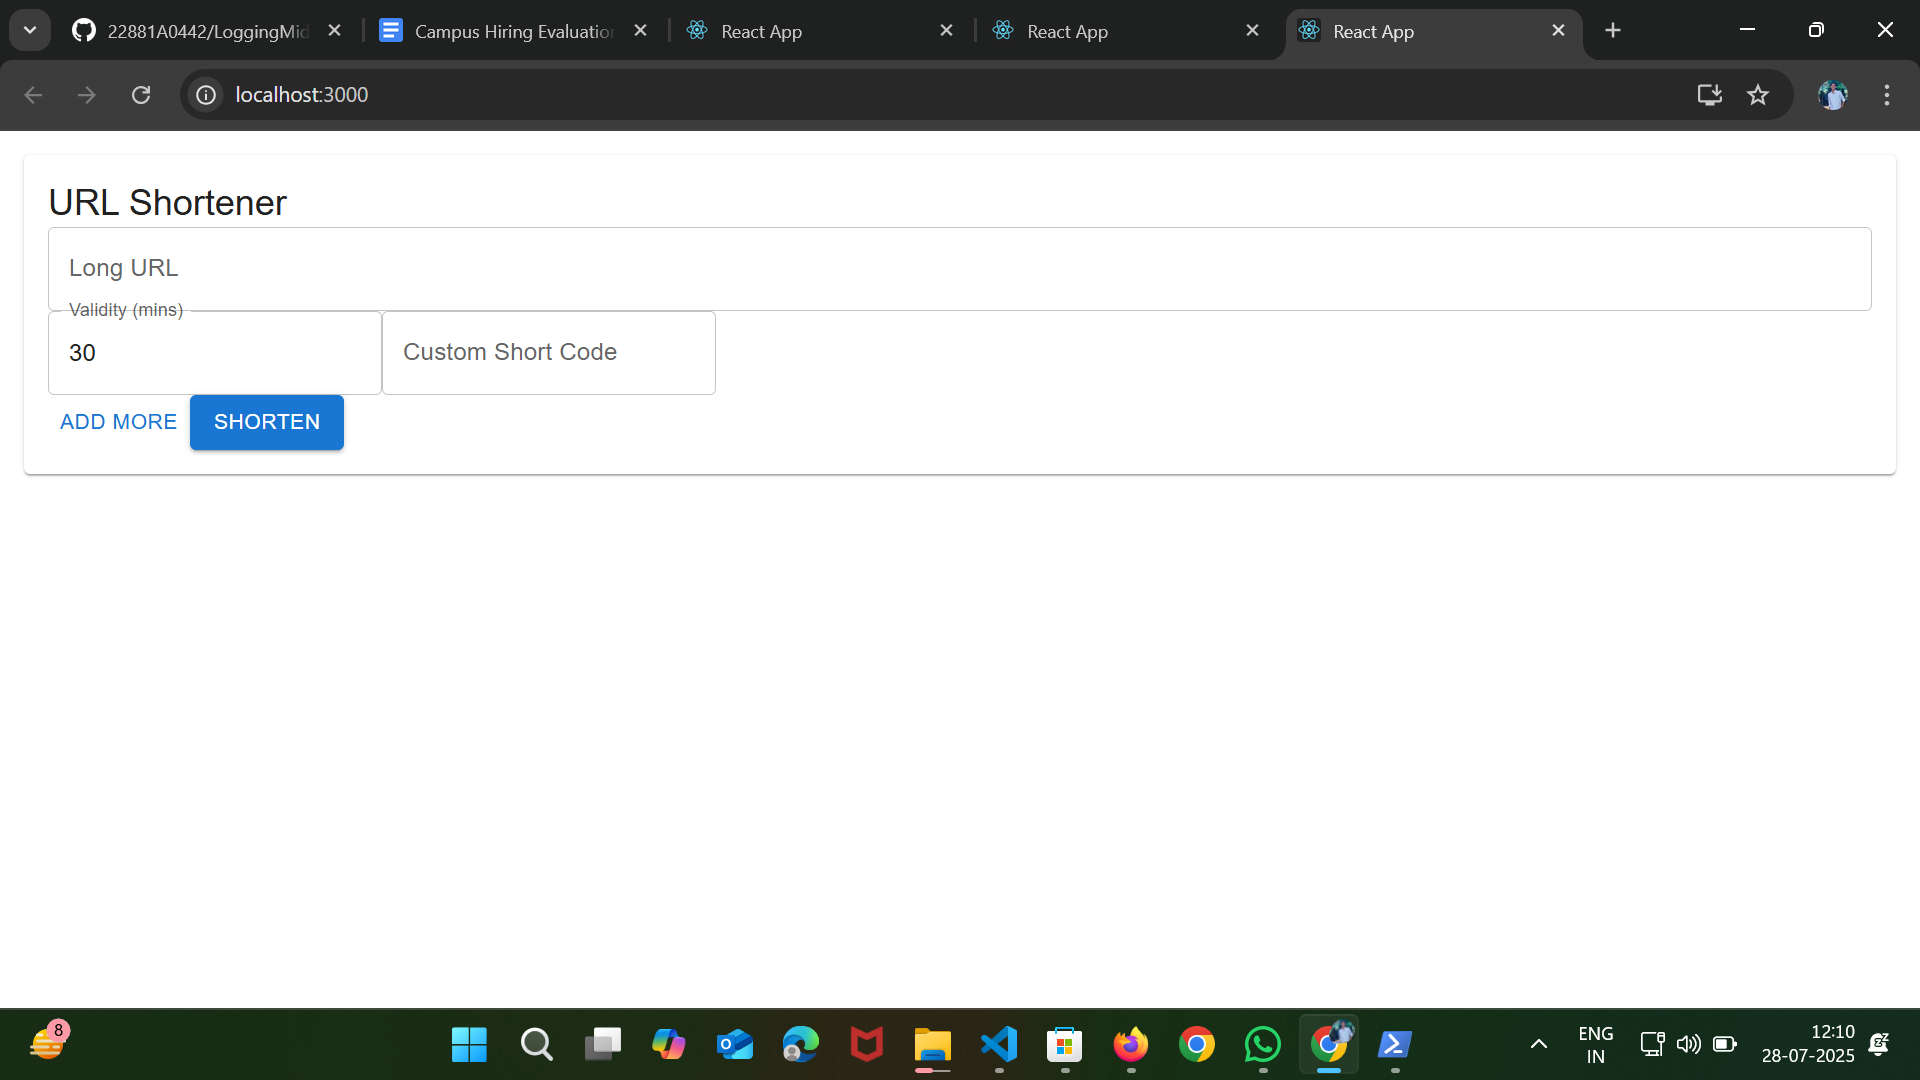 22881A0442/LoggingMid
Campus Hiring Evaluation
React App
React App
React App
localhost:3000
URL Shortener
Long URL
Validity (mins)
30
Custom Short Code
ADD MORE
SHORTEN
8
ENG
IN
12:10
28-07-2025